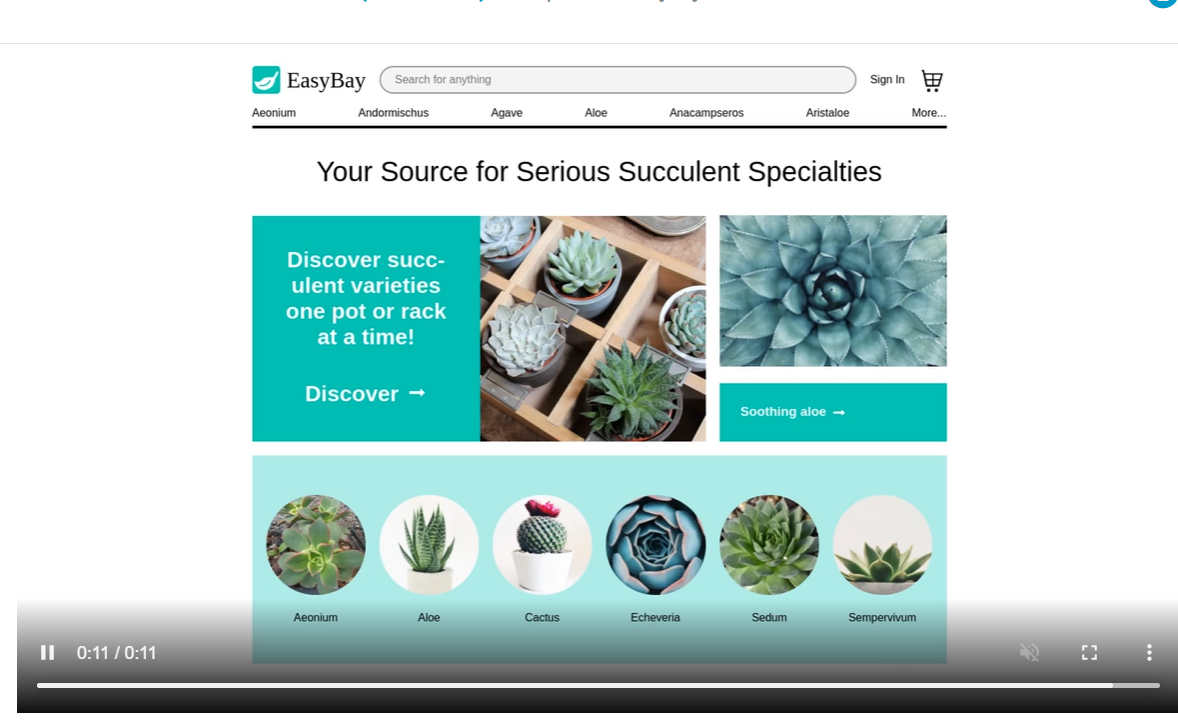 EasyBay
Search for anything
Sign In
Aeonium Andormischus Agave Aloe Anacampseros Aristaloe More...
Your Source for Serious Succulent Specialties
Discover succ-
ulent varieties
one pot or rack
at a time!
Discover →
Soothing aloe →
Aeonium Aloe Cactus Echeveria Sedum Sempervivum
0:11 / 0:11